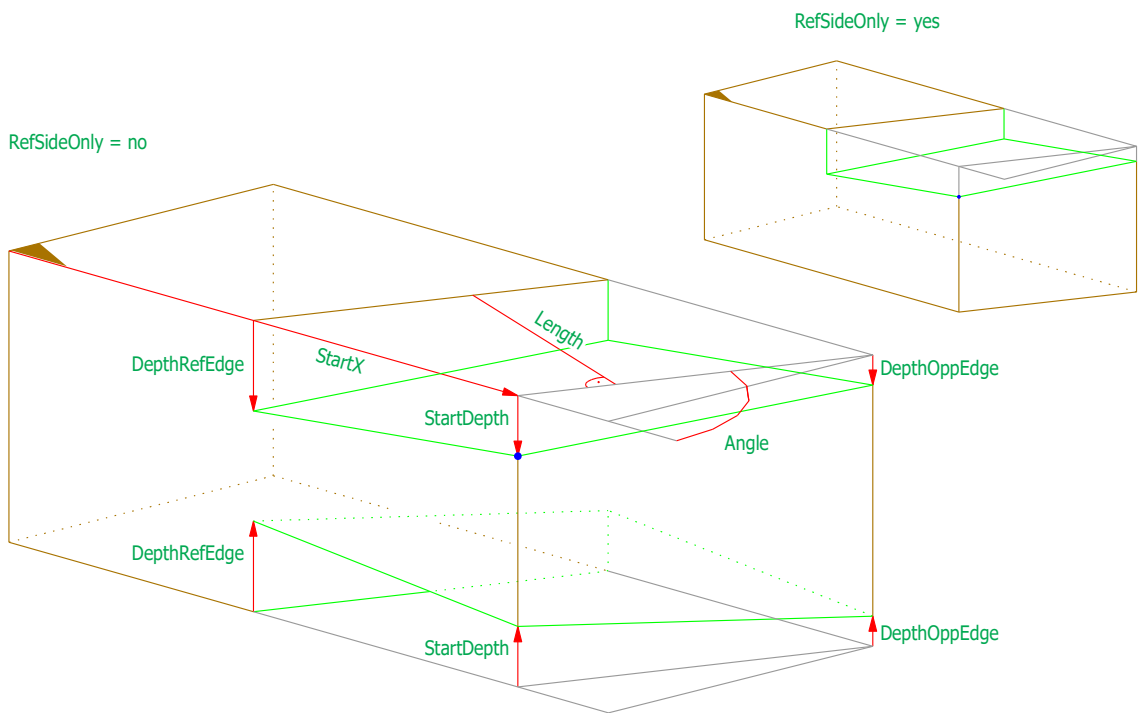 RefSideOnly = yes
RefSideOnly = no
Length
StartX
DepthRefEdge
DepthOppEdge
StartDepth
Angle
DepthRefEdge
StartDepth
DepthOppEdge